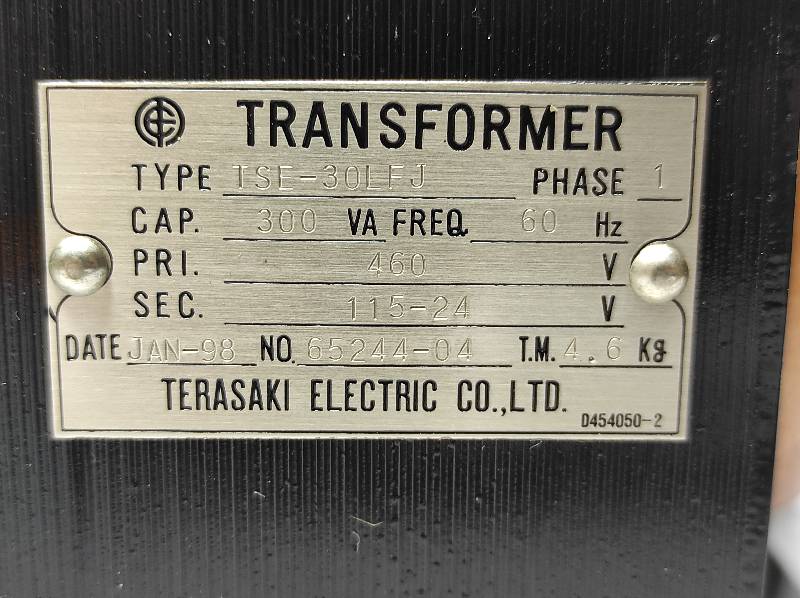 TRANSFORMER
TYPE TSE-30LFJ PHASE 1
CAP. 300 VA FREQ. 60 Hz
PRI. 460 V
SEC. 115-24 V
DATE JAN-98 NO. 65244-04 T.M. 4.6 Kg
TERASAKI ELECTRIC CO.,LTD.
D454050-2